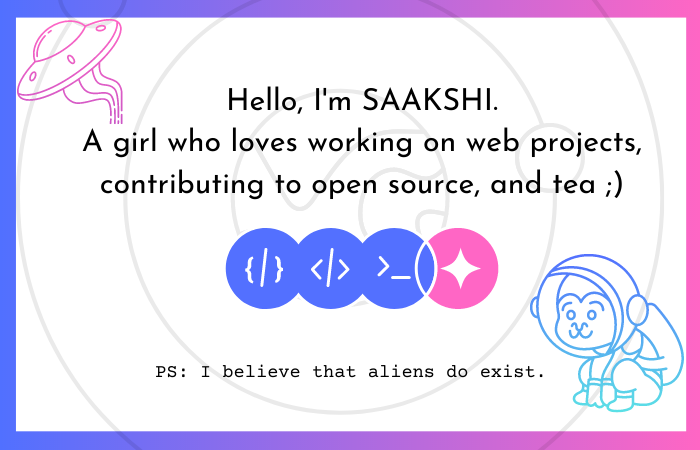 Hello, I'm SAAKSHI.
A girl who loves working on web projects,
contributing to open source, and tea ;)
{/} </> >_
PS: I believe that aliens do exist.